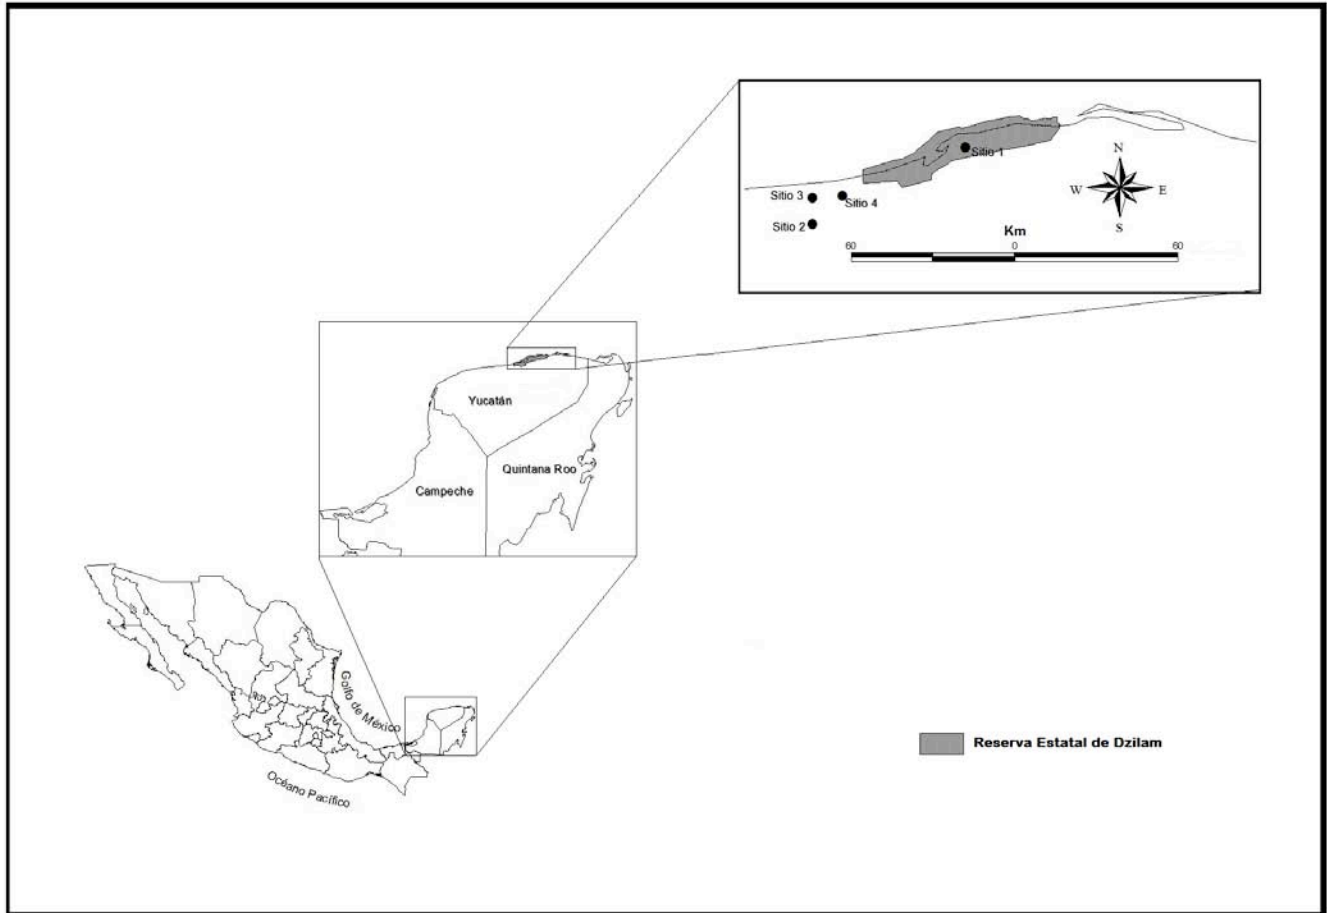 N
Sitio 1
W E
Sitio 3
Sitio 4
Sitio 2
S
Km
60 0 60
Yucatán
Quintana Roo
Campeche
Golfo de México
Reserva Estatal de Dzilam
Océano Pacífico